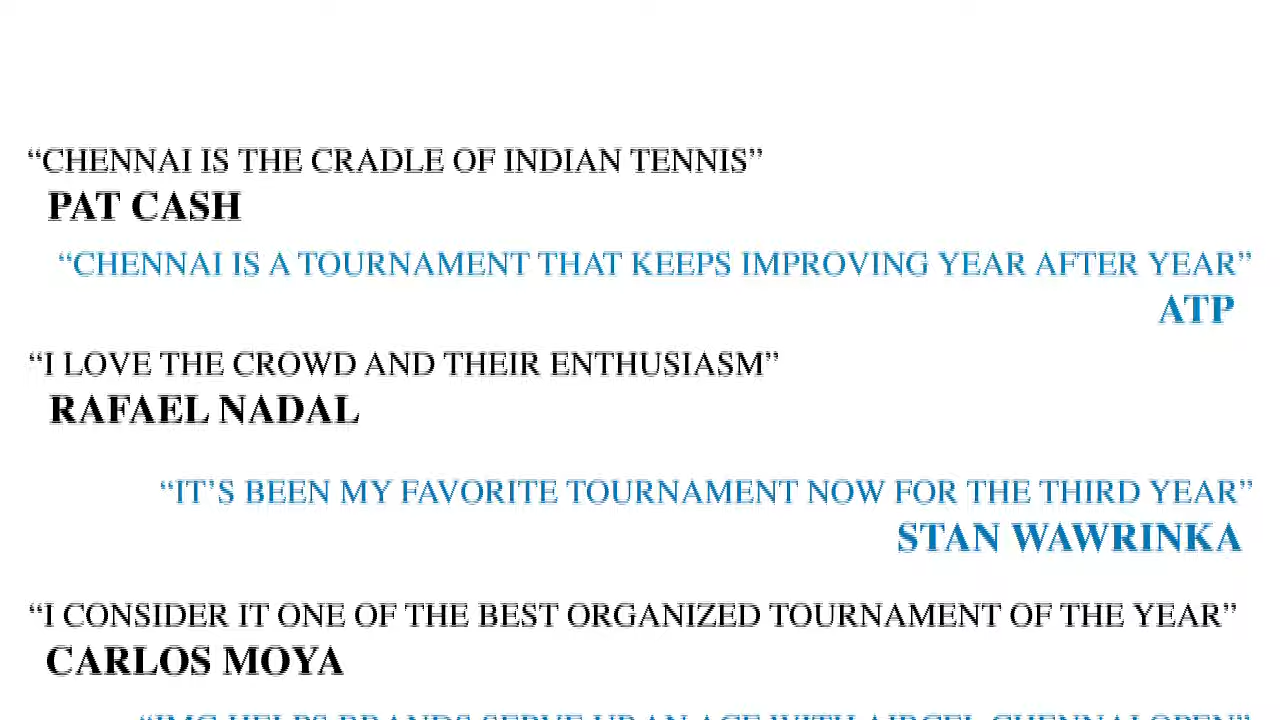 “CHENNAI IS THE CRADLE OF INDIAN TENNIS”
PAT CASH
“CHENNAI IS A TOURNAMENT THAT KEEPS IMPROVING YEAR AFTER YEAR”
ATP
“I LOVE THE CROWD AND THEIR ENTHUSIASM”
RAFAEL NADAL
“IT’S BEEN MY FAVORITE TOURNAMENT NOW FOR THE THIRD YEAR”
STAN WAWRINKA
“I CONSIDER IT ONE OF THE BEST ORGANIZED TOURNAMENT OF THE YEAR”
CARLOS MOYA